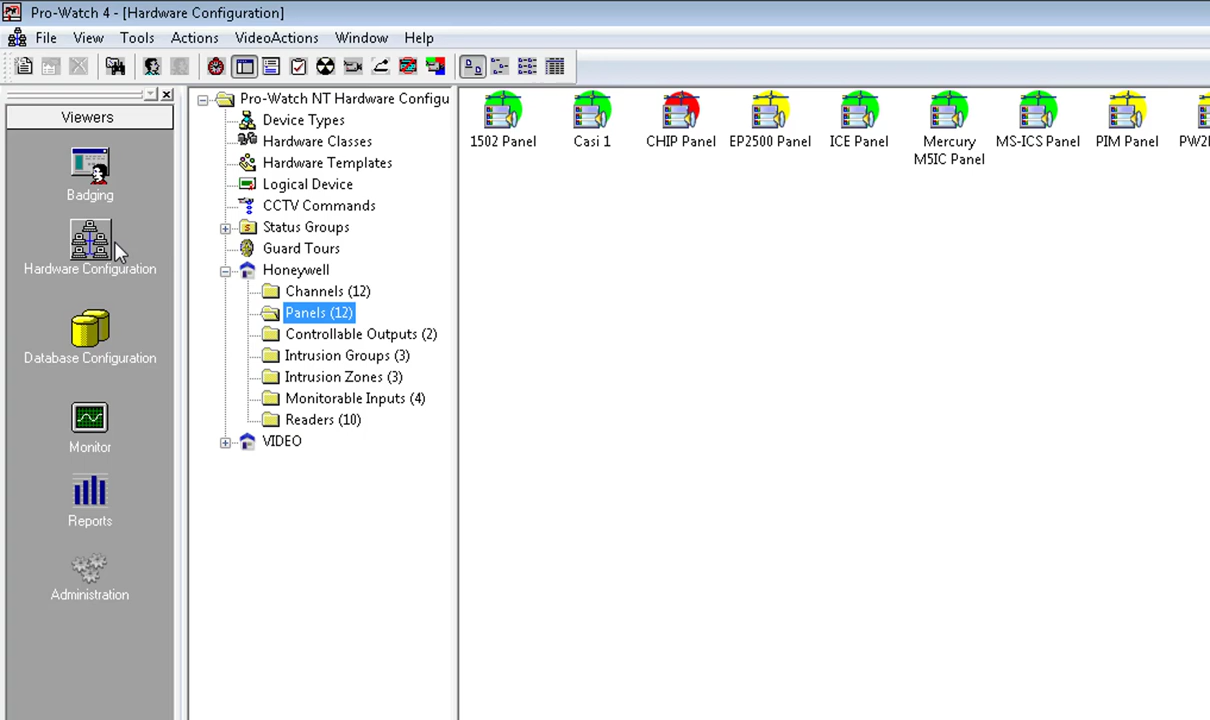 Pro-Watch 4 - [Hardware Configuration]
File View Tools Actions VideoActions Window Help
Viewers
Badging
Hardware Configuration
Database Configuration
Monitor
Reports
Administration
Pro-Watch NT Hardware Configu
Device Types
Hardware Classes
Hardware Templates
Logical Device
CCTV Commands
Status Groups
Guard Tours
Honeywell
Channels (12)
Panels (12)
Controllable Outputs (2)
Intrusion Groups (3)
Intrusion Zones (3)
Monitorable Inputs (4)
Readers (10)
VIDEO
1502 Panel
Casi 1
CHIP Panel
EP2500 Panel
ICE Panel
Mercury
M5IC Panel
MS-ICS Panel
PIM Panel